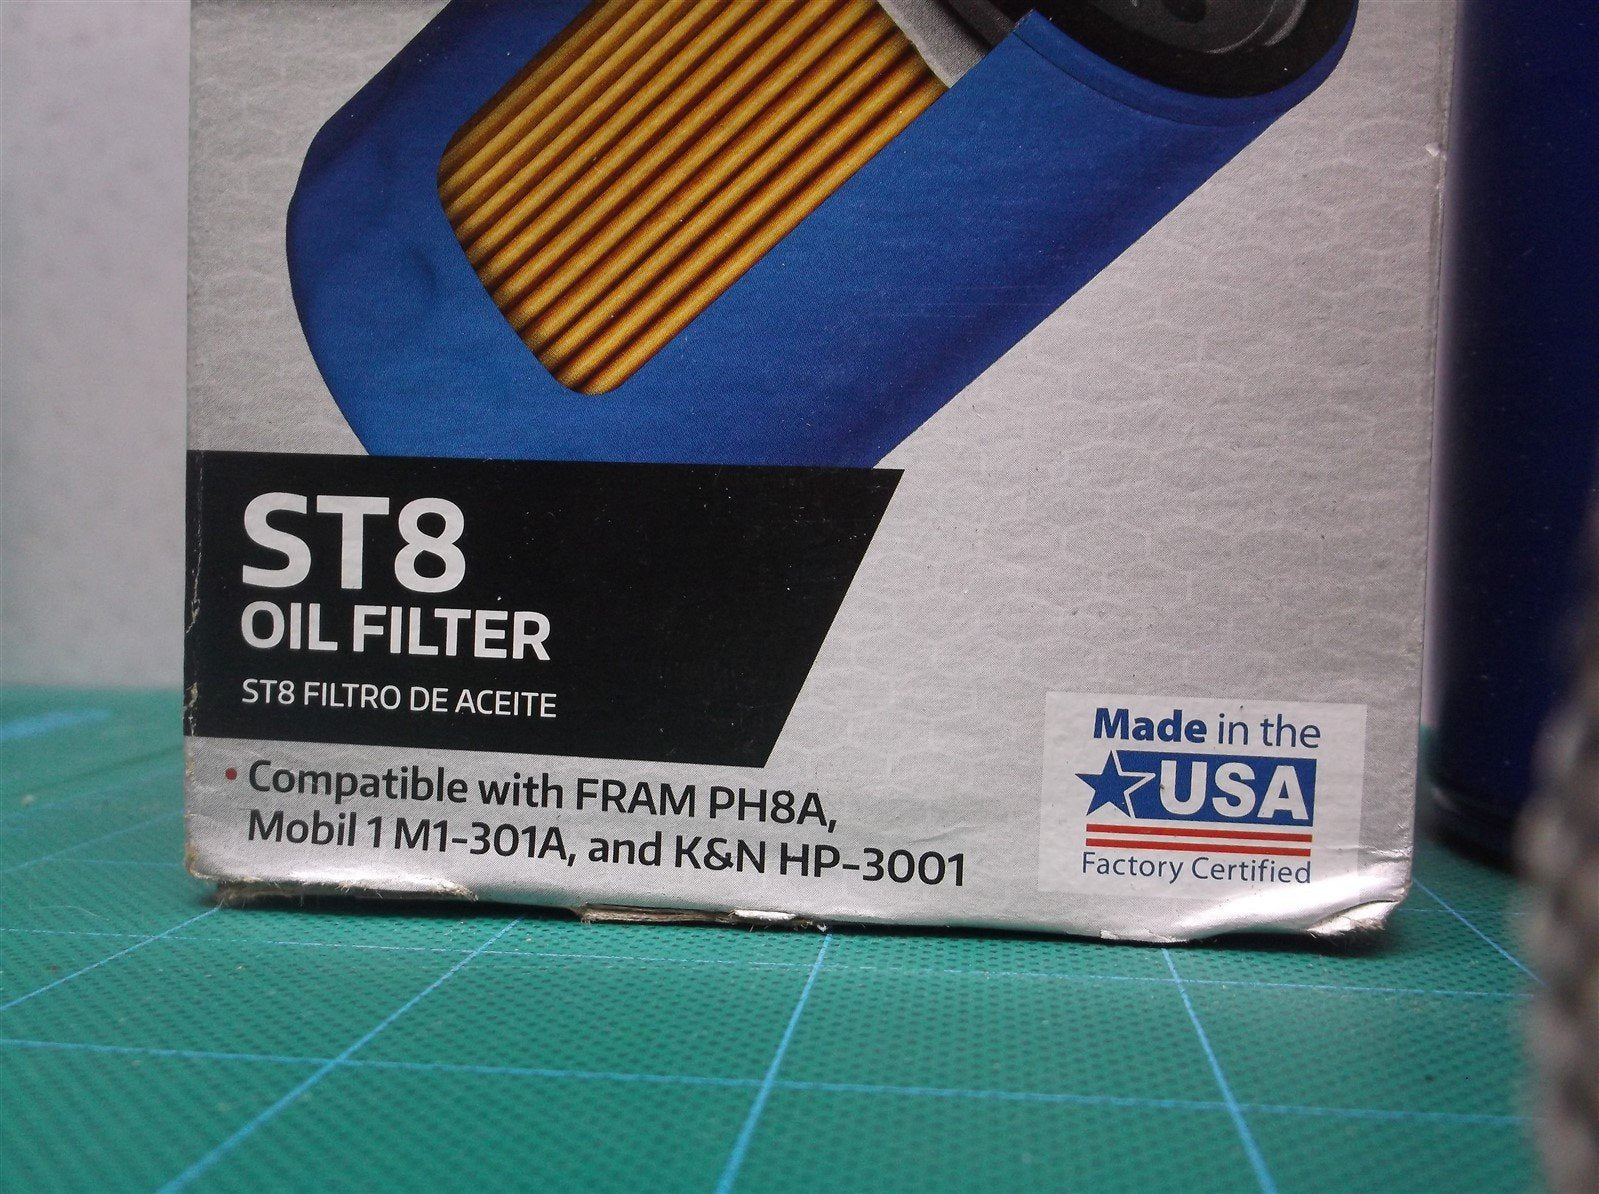 ST8
OIL FILTER
ST8 FILTRO DE ACEITE
• Compatible with FRAM PH8A,
Mobil 1 M1-301A, and K&N HP-3001
Made in the
USA
Factory Certified